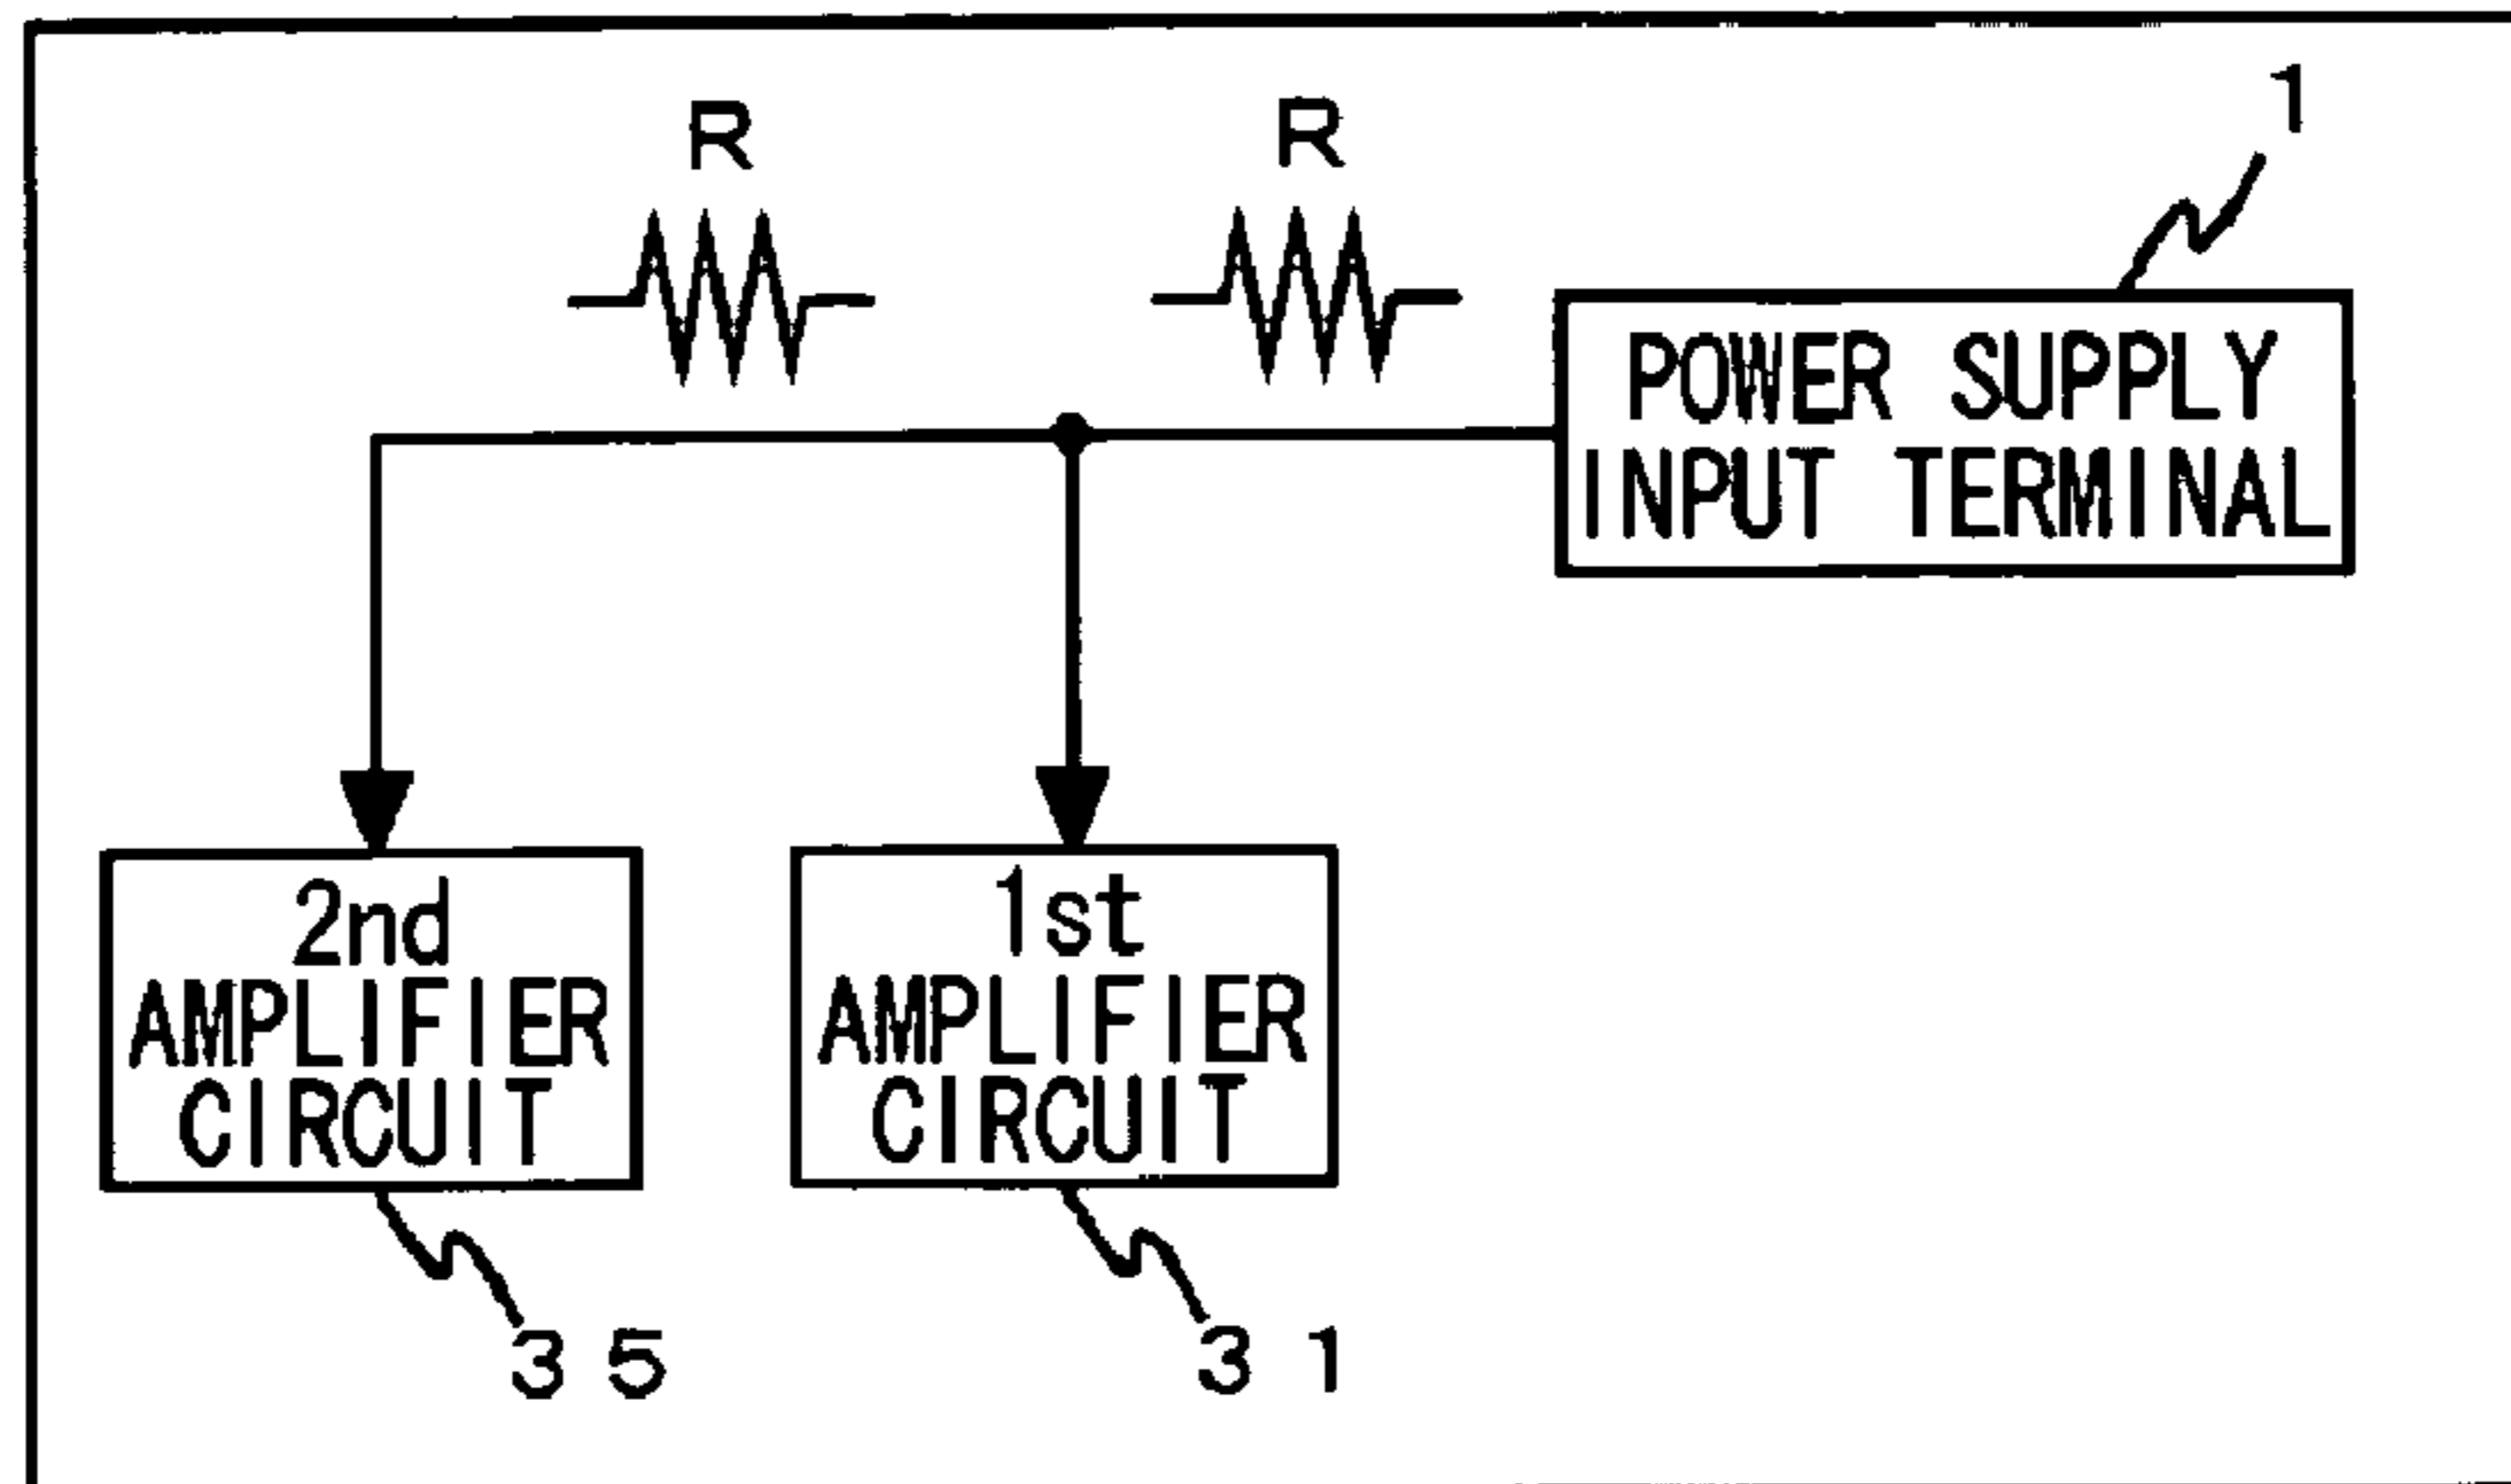 R
R
1
POWER SUPPLY
INPUT TERMINAL
2nd
AMPLIFIER
CIRCUIT
1st
AMPLIFIER
CIRCUIT
35
31